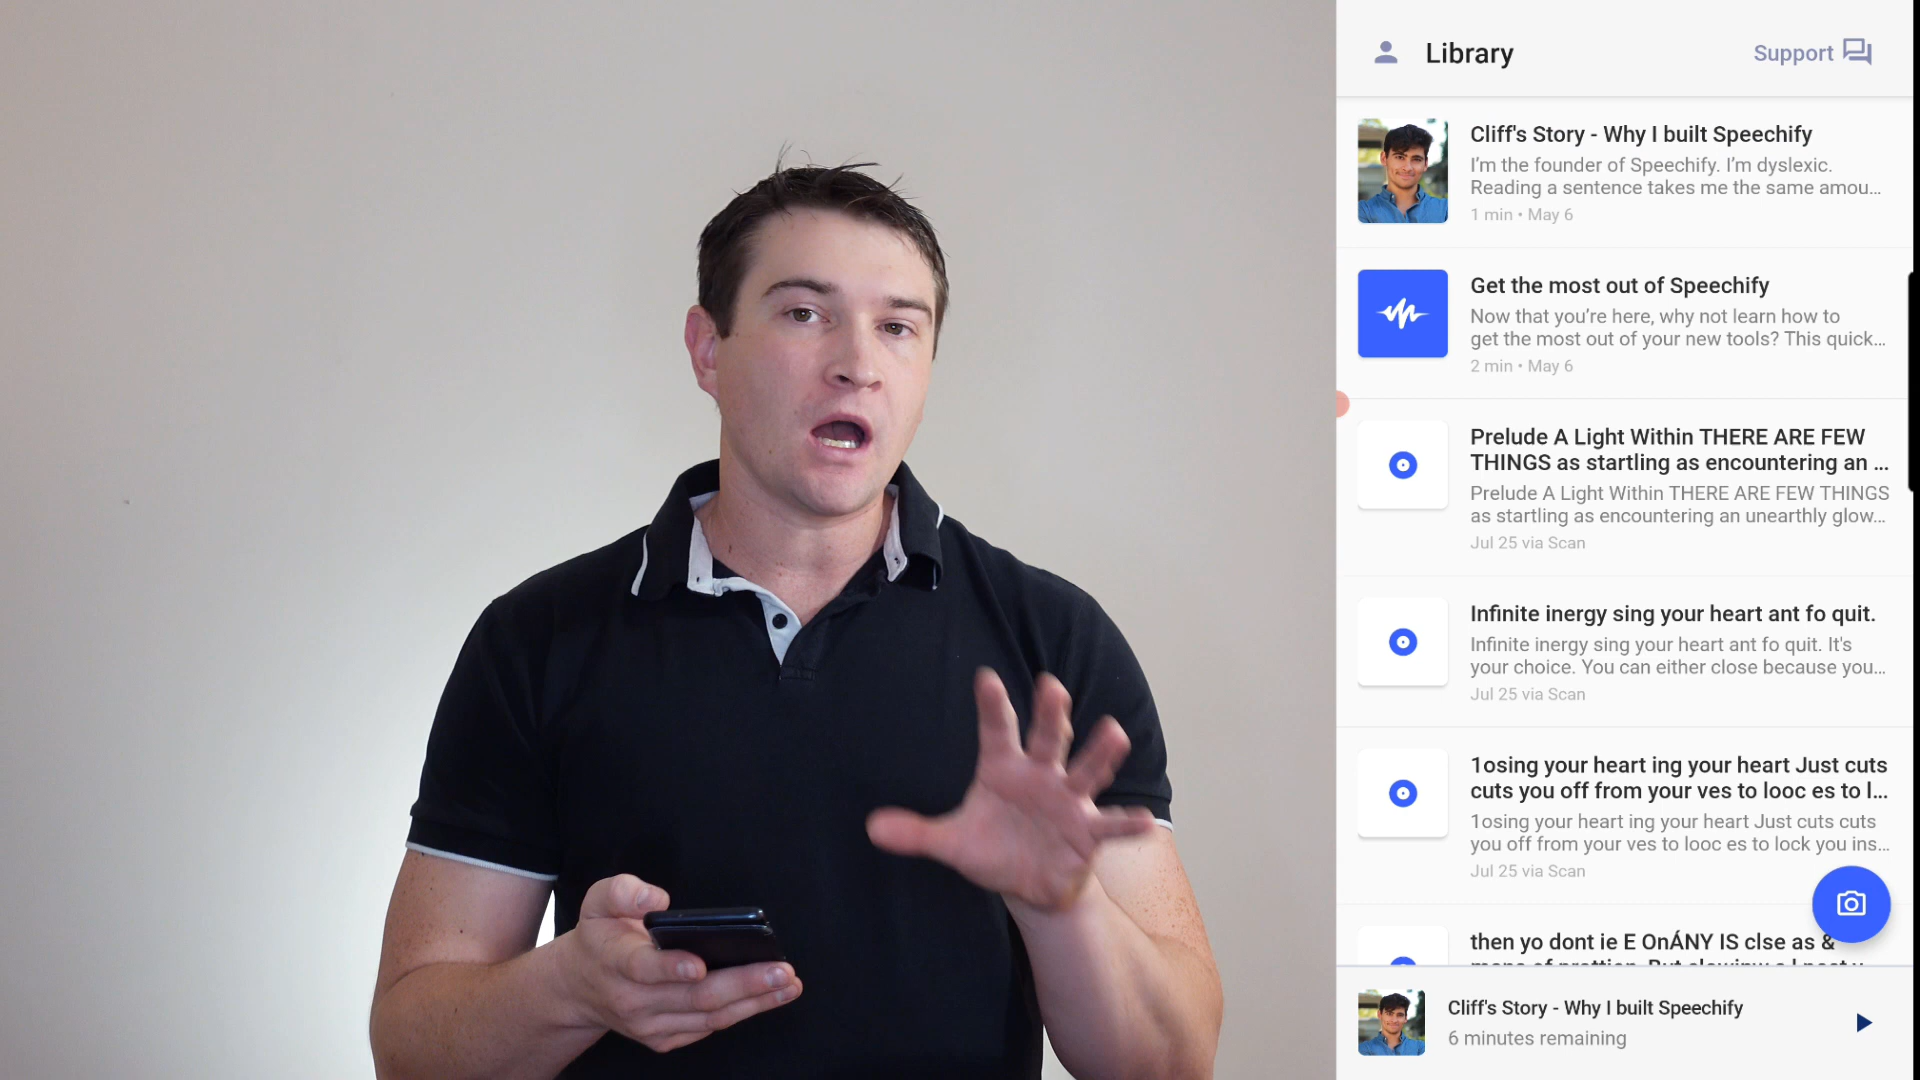 Library
Support
Cliff's Story - Why I built Speechify
I’m the founder of Speechify. I’m dyslexic.
Reading a sentence takes me the same amou...
1 min • May 6
Get the most out of Speechify
Now that you’re here, why not learn how to
get the most out of your new tools? This quick...
2 min • May 6
Prelude A Light Within THERE ARE FEW
THINGS as startling as encountering an ...
Prelude A Light Within THERE ARE FEW THINGS
as startling as encountering an unearthly glow...
Jul 25 via Scan
Infinite inergy sing your heart ant fo quit.
Infinite inergy sing your heart ant fo quit. It's
your choice. You can either close because you...
Jul 25 via Scan
1osing your heart ing your heart Just cuts
cuts you off from your ves to looc es to l...
1osing your heart ing your heart Just cuts cuts
you off from your ves to looc es to lock you ins...
Jul 25 via Scan
then yo dont ie E OnÁNY IS clse as &
Cliff's Story - Why I built Speechify
6 minutes remaining